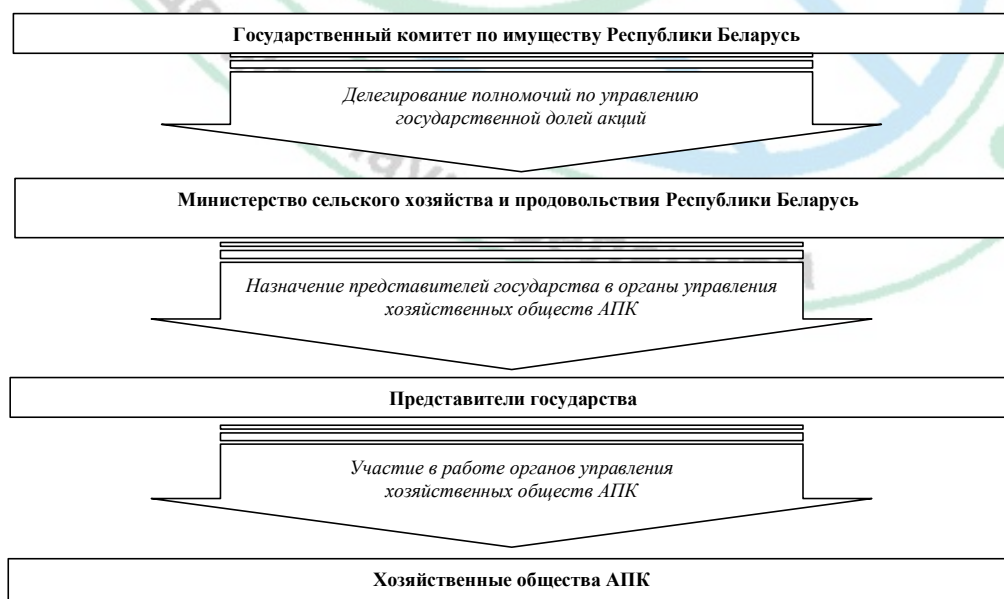 Государственный комитет по имуществу Республики Беларусь
Делегирование полномочий по управлению
государственной долей акций
Министерство сельского хозяйства и продовольствия Республики Беларусь
Назначение представителей государства в органы управления
хозяйственных обществ АПК
Представители государства
Участие в работе органов управления
хозяйственных обществ АПК
Хозяйственные общества АПК